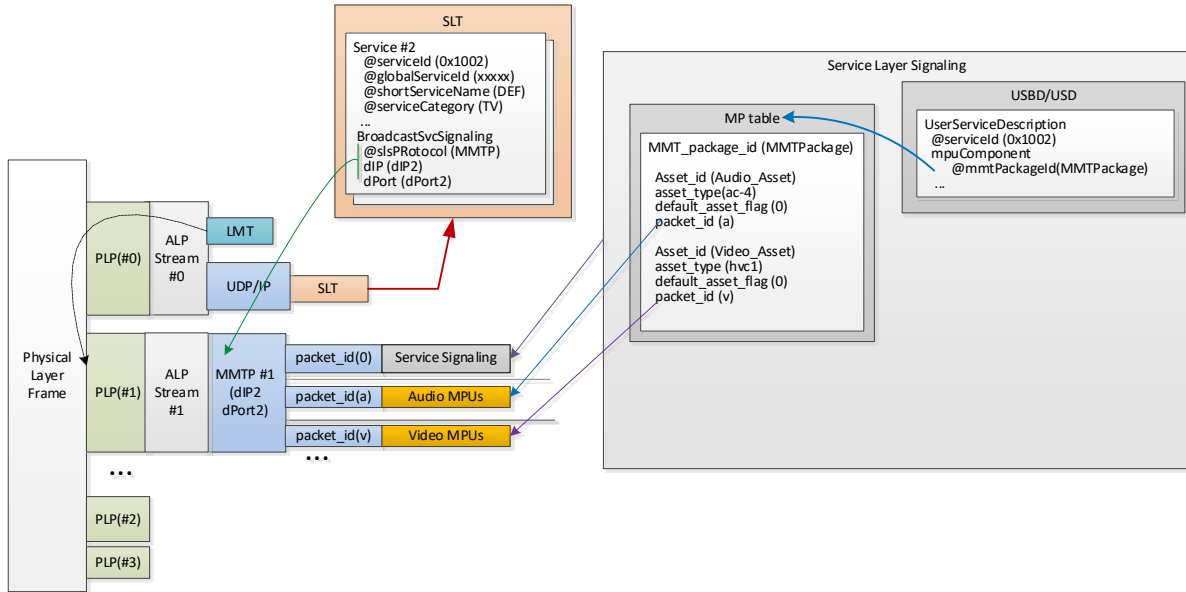 SLT
Service #2
@serviceId (0x1002)
@globalServiceId (xxxxx)
@shortServiceName (DEF)
@serviceCategory (TV)
...
BroadcastSvcSignaling
@slsPROtocol (MMTP)
dIP (dIP2)
dPort (dPort2)
Service Layer Signaling
USBD/USD
UserServiceDescription
@serviceId (0x1002)
mpuComponent
@mmtPackageId(MMTPackage)
...
MP table
MMT_package_id (MMTPackage)
Asset_id (Audio_Asset)
asset_type(ac-4)
default_asset_flag (0)
packet_id (a)
Asset_id (Video_Asset)
asset_type (hvc1)
default_asset_flag (0)
packet_id (v)
Physical
Layer
Frame
PLP(#0)
ALP
Stream
#0
LMT
UDP/IP
SLT
PLP(#1)
ALP
Stream
#1
MMTP #1
(dIP2
dPort2)
packet_id(0)
Service Signaling
packet_id(a)
Audio MPUs
packet_id(v)
Video MPUs
...
...
PLP(#2)
PLP(#3)